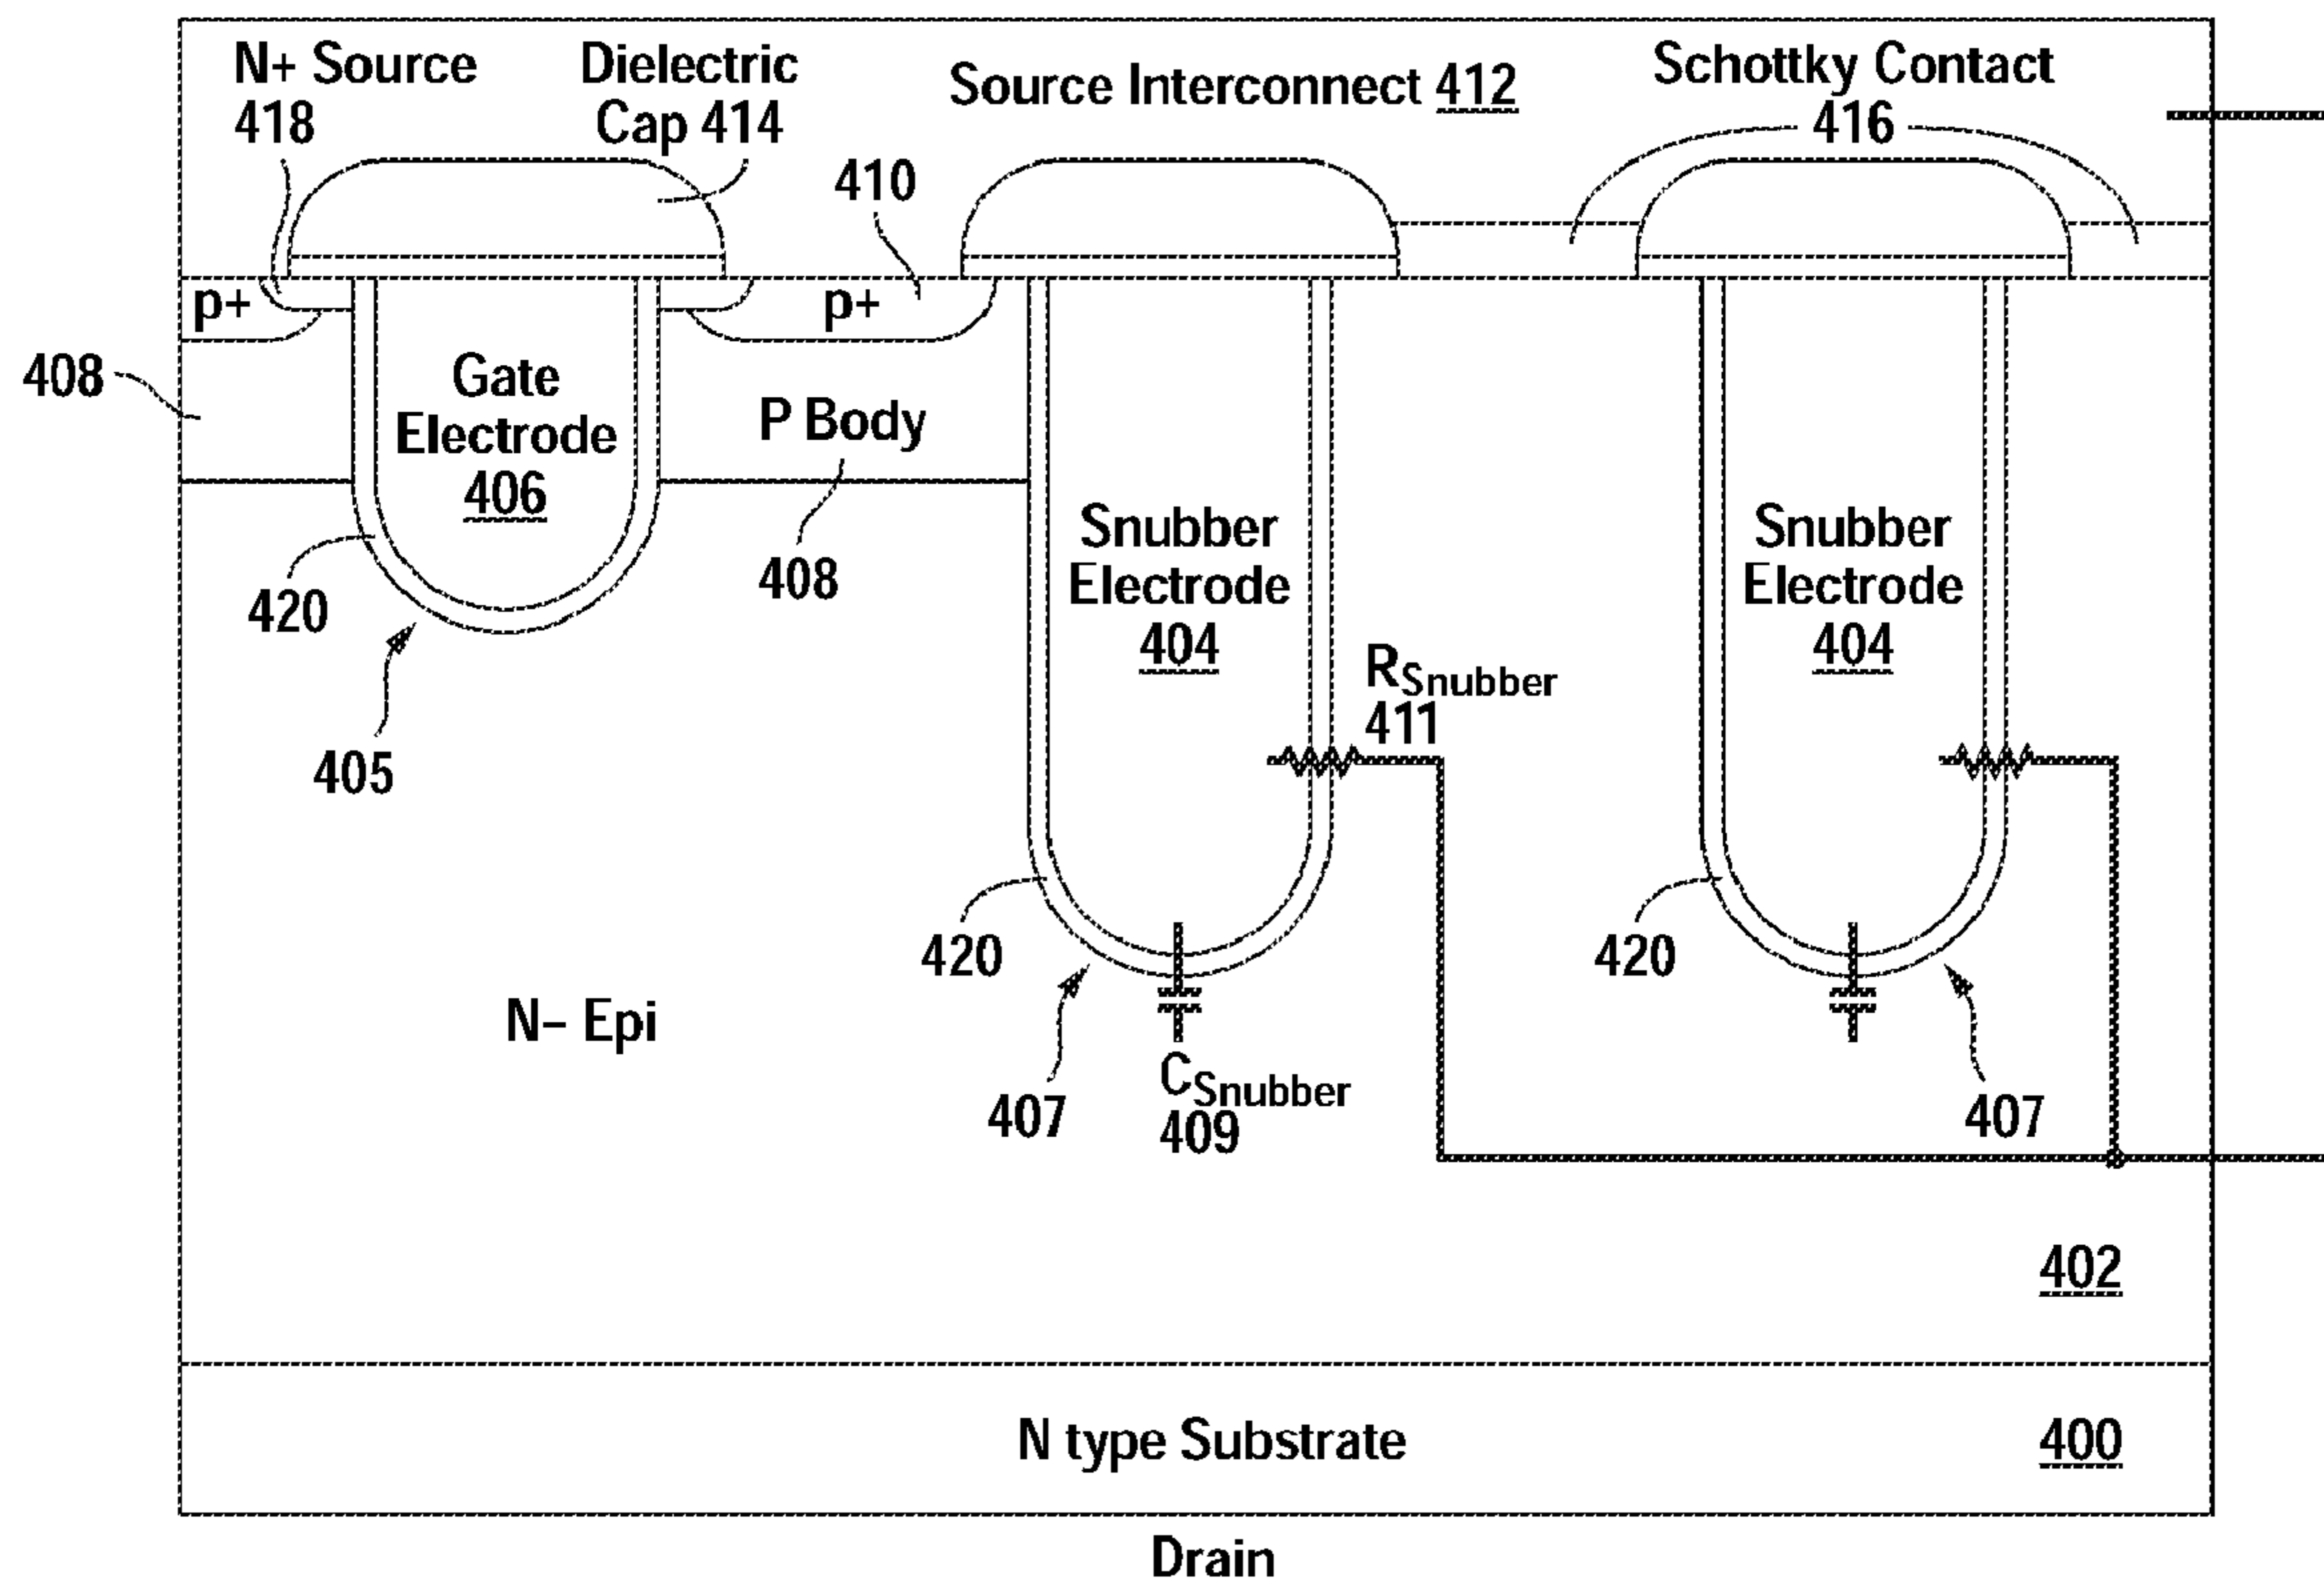 N+ Source
418
Dielectric
Cap 414
Source Interconnect 412
Schottky Contact
416
410
p+
p+
408
Gate
Electrode
406
P Body
408
420
405
Snubber
Electrode
404
Snubber
Electrode
404
RSnubber
411
420
420
407
CSnubber
409
407
N– Epi
402
N type Substrate
400
Drain